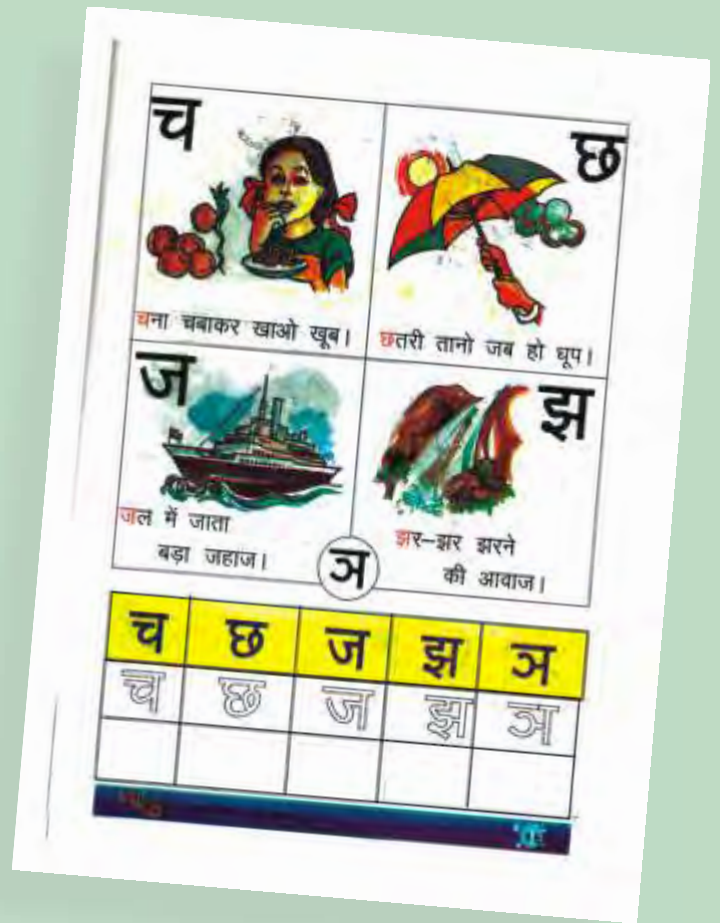 च
छ
चना चबाकर खाओ खूब।
छतरी तानो जब हो धूप।
ज
झ
जल में जाता
बड़ा जहाज।
झर–झर झरने
की आवाज।
ञ
च छ ज झ ञ
च छ ज झ ञ